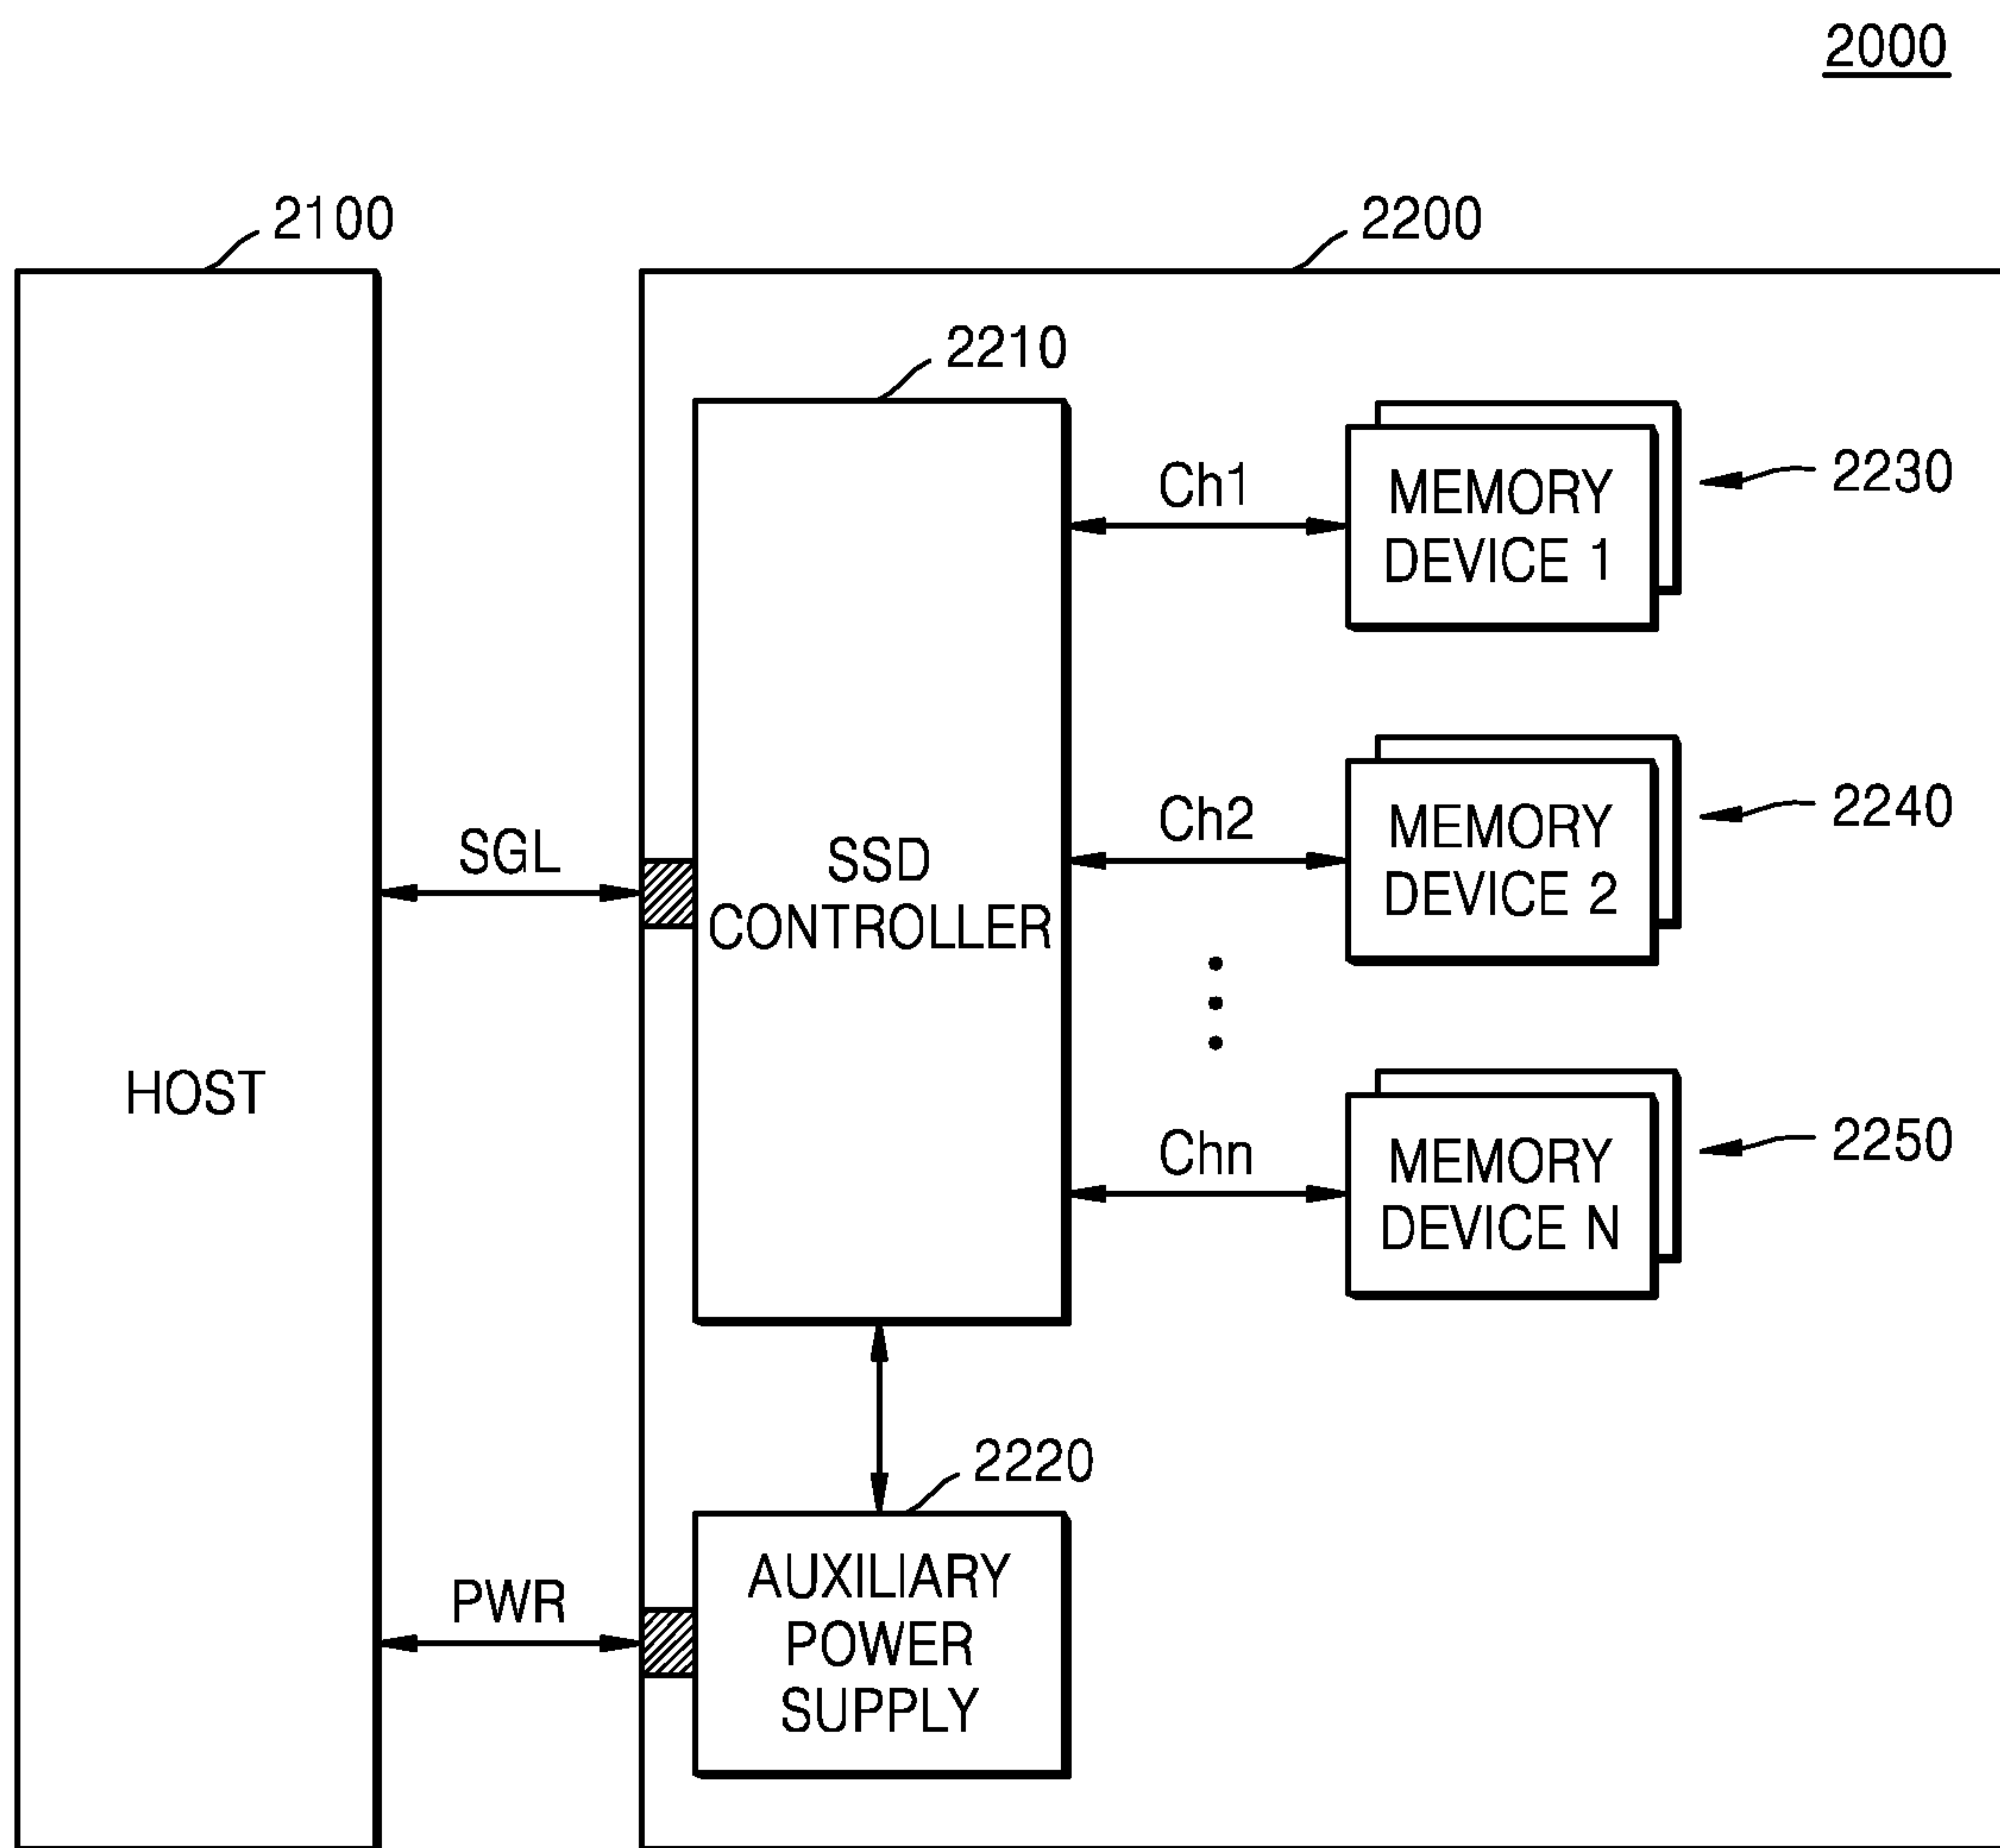 2000
2100
2200
2210
Ch1
MEMORY
DEVICE 1
2230
SGL
SSD
CONTROLLER
Ch2
MEMORY
DEVICE 2
2240
HOST
Chn
MEMORY
DEVICE N
2250
2220
PWR
AUXILIARY
POWER
SUPPLY